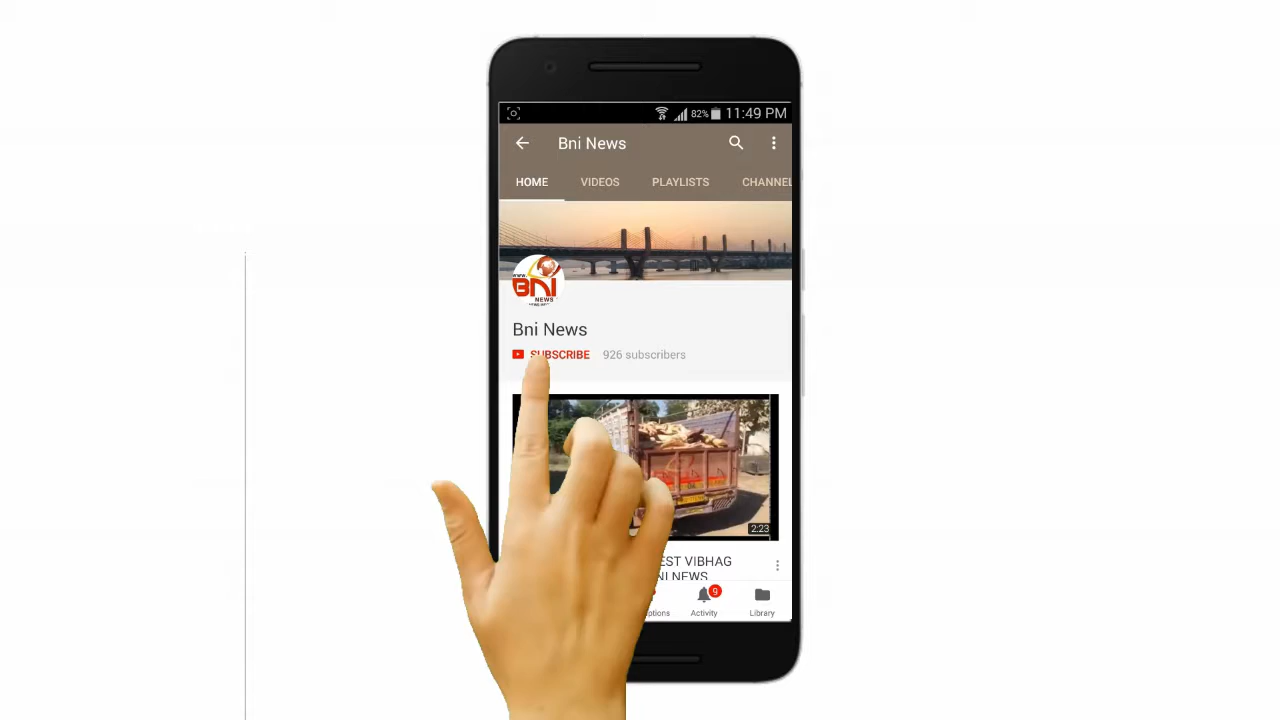 82% 11:49 PM
Bni News
HOME VIDEOS PLAYLISTS CHANNEL
www.
BNI
NEWS
Bni News
SUBSCRIBE 926 subscribers
2:23
EST VIBHAG
NI NEWS
9
ptions Activity Library